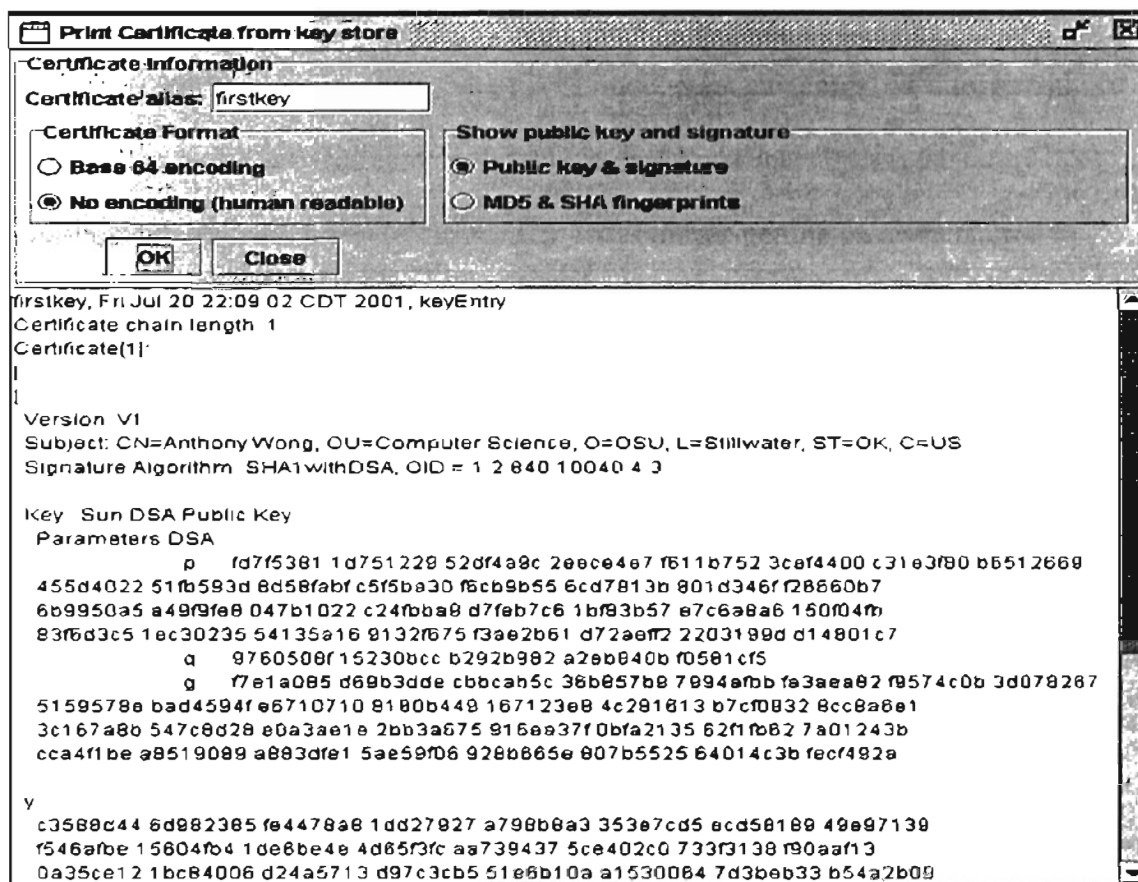 Print Certificate from key store
Certificate Information
Certificate alias: firstkey
Certificate Format
Base 64 encoding
No encoding (human readable)
Show public key and signature
Public key & signature
MD5 & SHA fingerprints
OK Close
firstkey, Fri Jul 20 22:09 02 CDT 2001, keyEntry
Certificate chain length 1
Certificate[1]:
[
[
Version V1
Subject: CN=Anthony Wong, OU=Computer Science, O=OSU, L=Stillwater, ST=OK, C=US
Signature Algorithm SHA1withDSA, OID = 1 2 840 10040 4 3
Key Sun DSA Public Key
Parameters DSA
p fd7f5381 1d751229 52df4a9c 2eece4e7 f611b752 3cef4400 c31e3f80 b6512669
455d4022 51fb593d 8d58fabf c5f5ba30 f6cb9b55 6cd7813b 801d346f f26660b7
6b9950a5 a49f9fe8 047b1022 c24fbba9 d7feb7c6 1bf83b57 e7c6a8a6 150f04fb
83f6d3c5 1ec30235 54135a16 9132f675 f3ae2b61 d72aeff2 2203199d d14801c7
q 9760508f 15230bcc b292b982 a2eb840b f0581cf5
g f7e1a085 d69b3dde cbbcab5c 36b857b9 7994afbb fa3aea82 f9574c0b 3d078267
5159578e bad4594f e6710710 8180b449 167123e8 4c281613 b7cf0932 8cc8a6e1
3c167a8b 547c8d28 e0a3ae1e 2bb3a675 916ea37f 0bfa2135 62f1fb62 7a01243b
cca4f1be a8519089 a883dfe1 5ae59f06 928b665e 807b5525 64014c3b fecf492a
y
c3588d44 6d982385 fe4478a8 1dd27827 a798b8a3 353e7cd5 ecd58189 49e97139
f546afbe 15604fb4 1de6be4e 4d65f3fc aa739437 5ce402c0 733f3138 f90aaf13
0a35ce12 1bc84006 d24a5713 d97c3cb5 51e6b10a a1530064 7d3beb33 b54a2b09